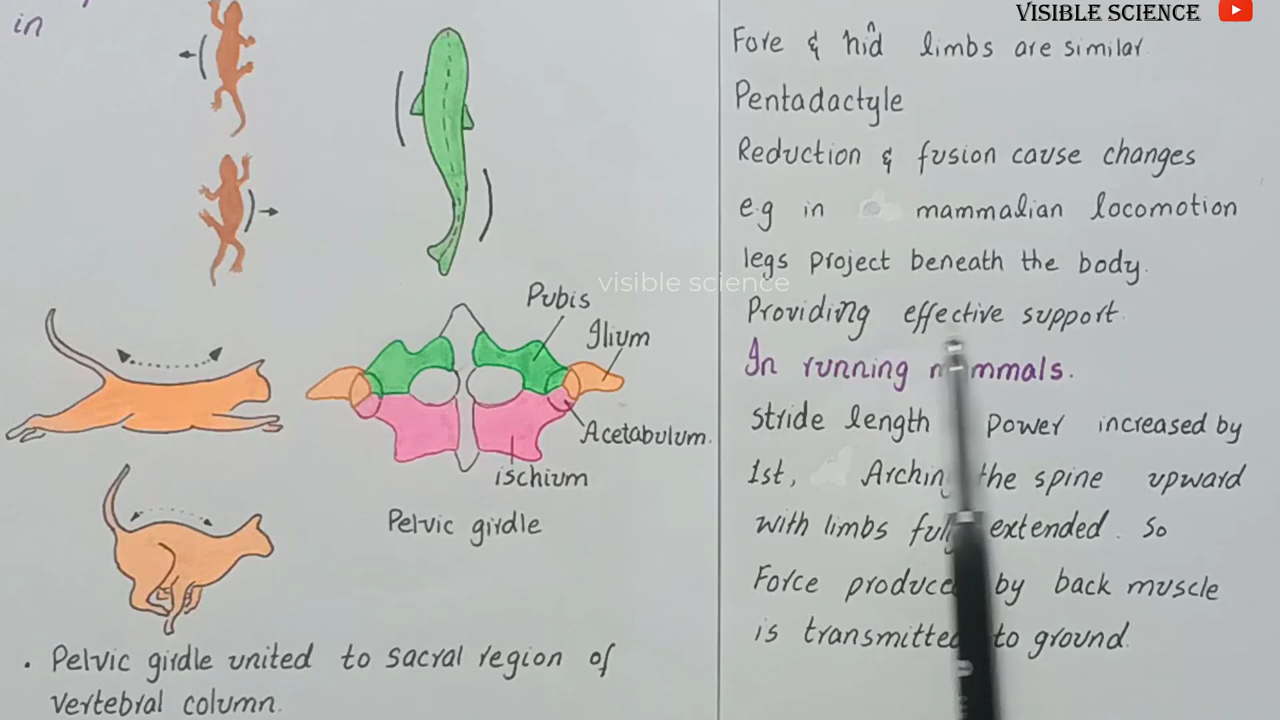 in
VISIBLE SCIENCE
Fore & hid limbs are similar
n
Pentadactyle
Reduction & fusion cause changes
e.g in mammalian locomotion
legs project beneath the body.
visible science
Providing effective support.
In running mammals.
Stride length power increased by
1st, Arching the spine upward
with limbs fully extended. So
Force produced by back muscle
is transmitted to ground.
Pubis
Ilium
Acetabulum.
ischium
Pelvic girdle
. Pelvic girdle united to sacral region of
vertebral column.